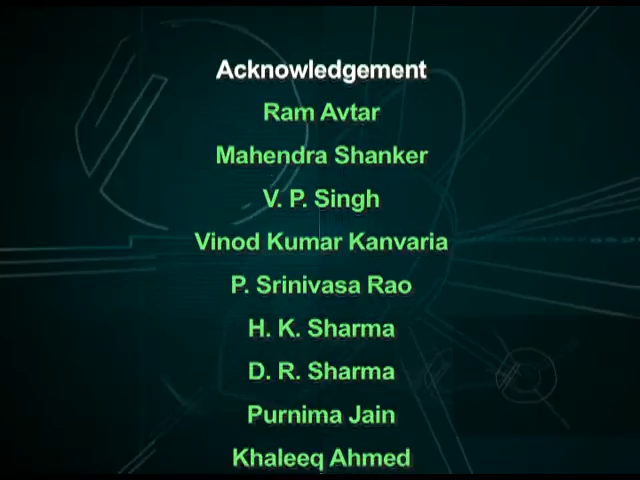 Acknowledgement
Ram Avtar
Mahendra Shanker
V. P. Singh
Vinod Kumar Kanvaria
P. Srinivasa Rao
H. K. Sharma
D. R. Sharma
Purnima Jain
Khaleeq Ahmed